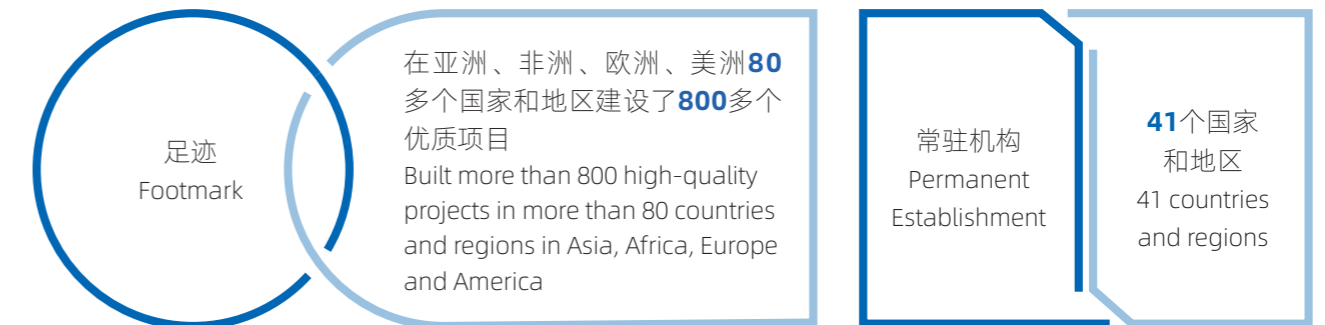 足迹
Footmark
在亚洲、非洲、欧洲、美洲80
多个国家和地区建设了800多个
优质项目
Built more than 800 high-quality
projects in more than 80 countries
and regions in Asia, Africa, Europe
and America
常驻机构
Permanent
Establishment
41个国家
和地区
41 countries
and regions